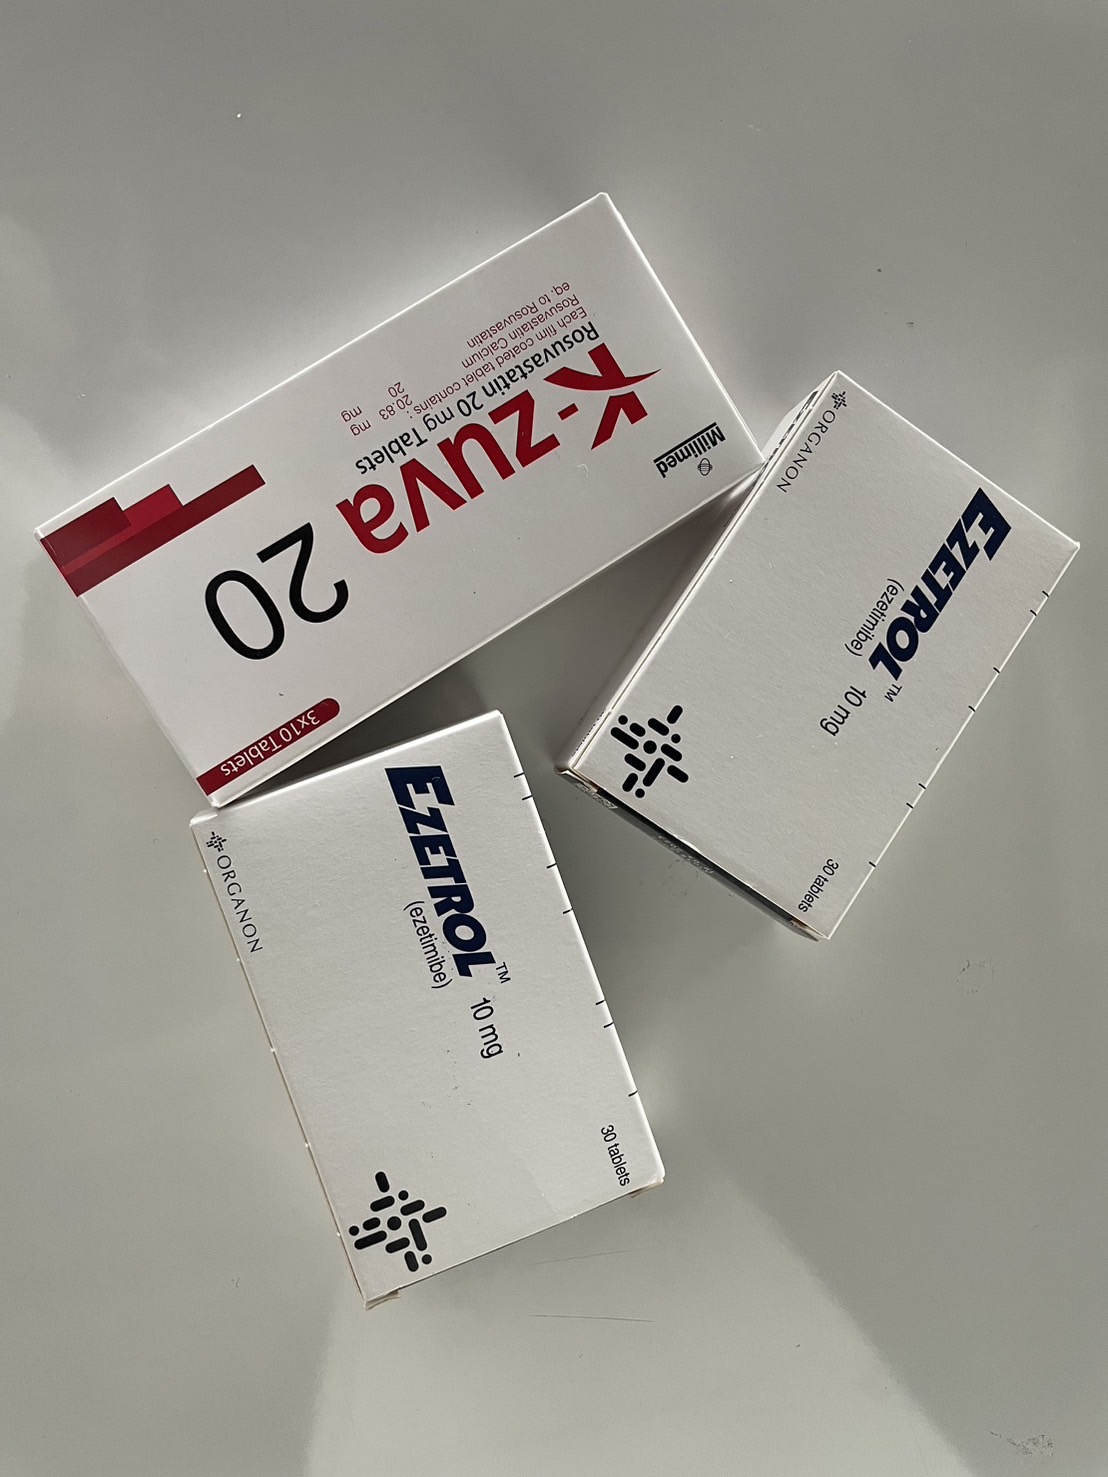 Millimed
K-zuva 20
Rosuvastatin 20 mg Tablets
Each film coated tablet contains :
Rosuvastatin Calcium 20.83 mg
eq. to Rosuvastatin 20 mg
3x10 Tablets
ORGANON
EZETROL™ 10 mg
(ezetimibe)
30 tablets
ORGANON
EZETROL™ 10 mg
(ezetimibe)
30 tablets